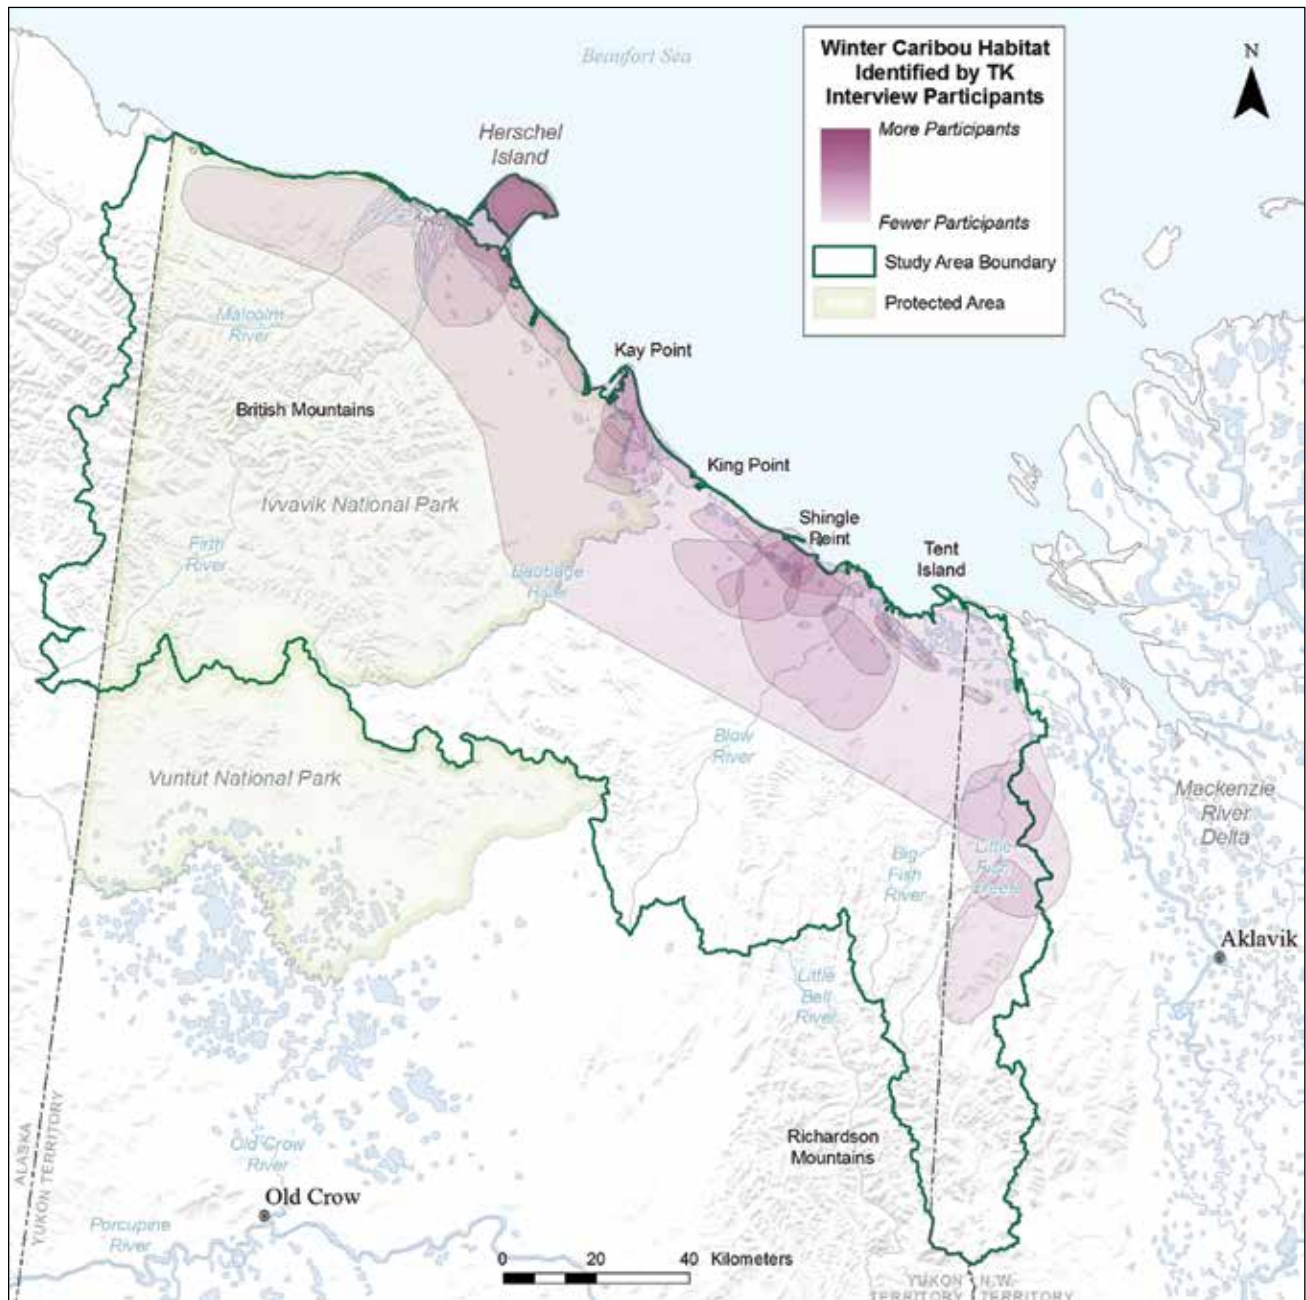 Beaufort Sea
N
Winter Caribou Habitat
Identified by TK
Interview Participants
More Participants
Fewer Participants
Study Area Boundary
Protected Area
Herschel
Island
Malcolm
River
Kay Point
British Mountains
King Point
Ivvavik National Park
Shingle
Point
Firth
River
Tent
Island
Babbage
River
Blow
River
Vuntut National Park
Mackenzie
River
Delta
Big
Fish
River
Little
Fish
Creek
Aklavik
Little
Bell
River
ALASKA
YUKON TERRITORY
Old Crow
River
Richardson
Mountains
Old Crow
Porcupine
River
0 20 40 Kilometers
YUKON N.W.
TERRITORY TERRITORY